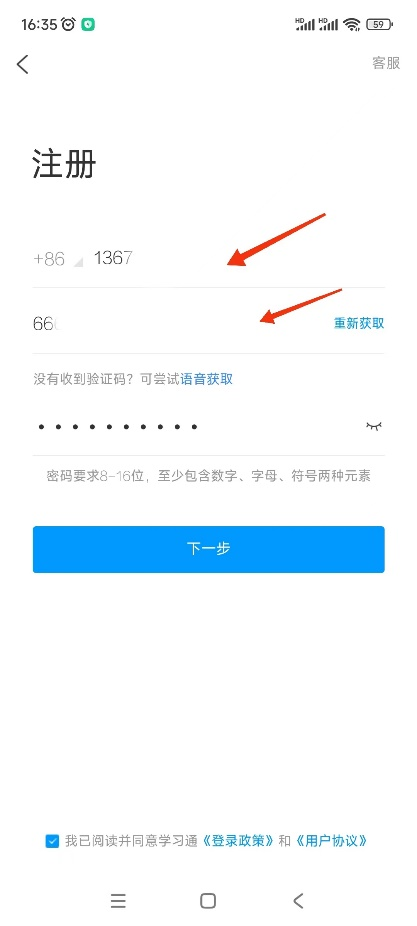 16:35 HD HD 59
客服
注册
+86 1367
66
重新获取
没有收到验证码？可尝试语音获取
密码要求8-16位，至少包含数字、字母、符号两种元素
下一步
我已阅读并同意学习通《登录政策》和《用户协议》